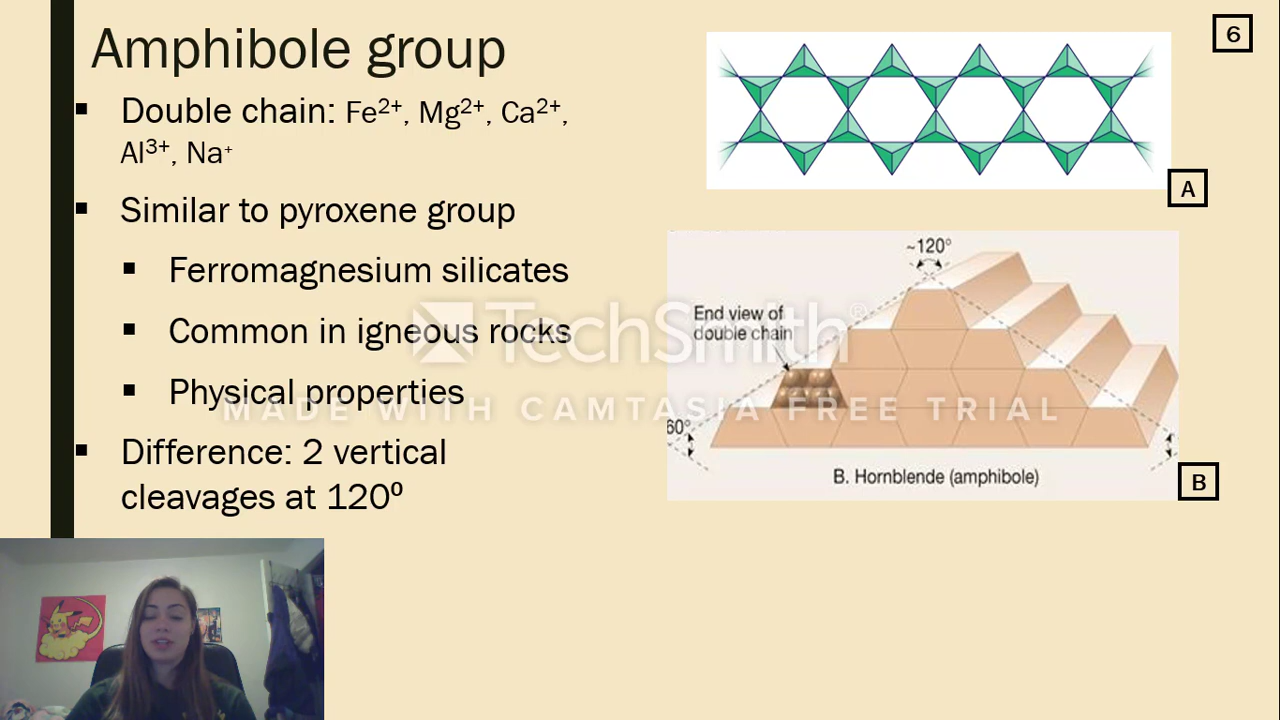 Amphibole group
6
▪ Double chain: Fe²⁺, Mg²⁺, Ca²⁺,
Al³⁺, Na⁺
▪ Similar to pyroxene group
▪ Ferromagnesium silicates
▪ Common in igneous rocks
▪ Physical properties
▪ Difference: 2 vertical
cleavages at 120⁰
A
~120°
End view of
double chain
60°
B. Hornblende (amphibole)
B
TechSmith®
MADE WITH CAMTASIA FREE TRIAL